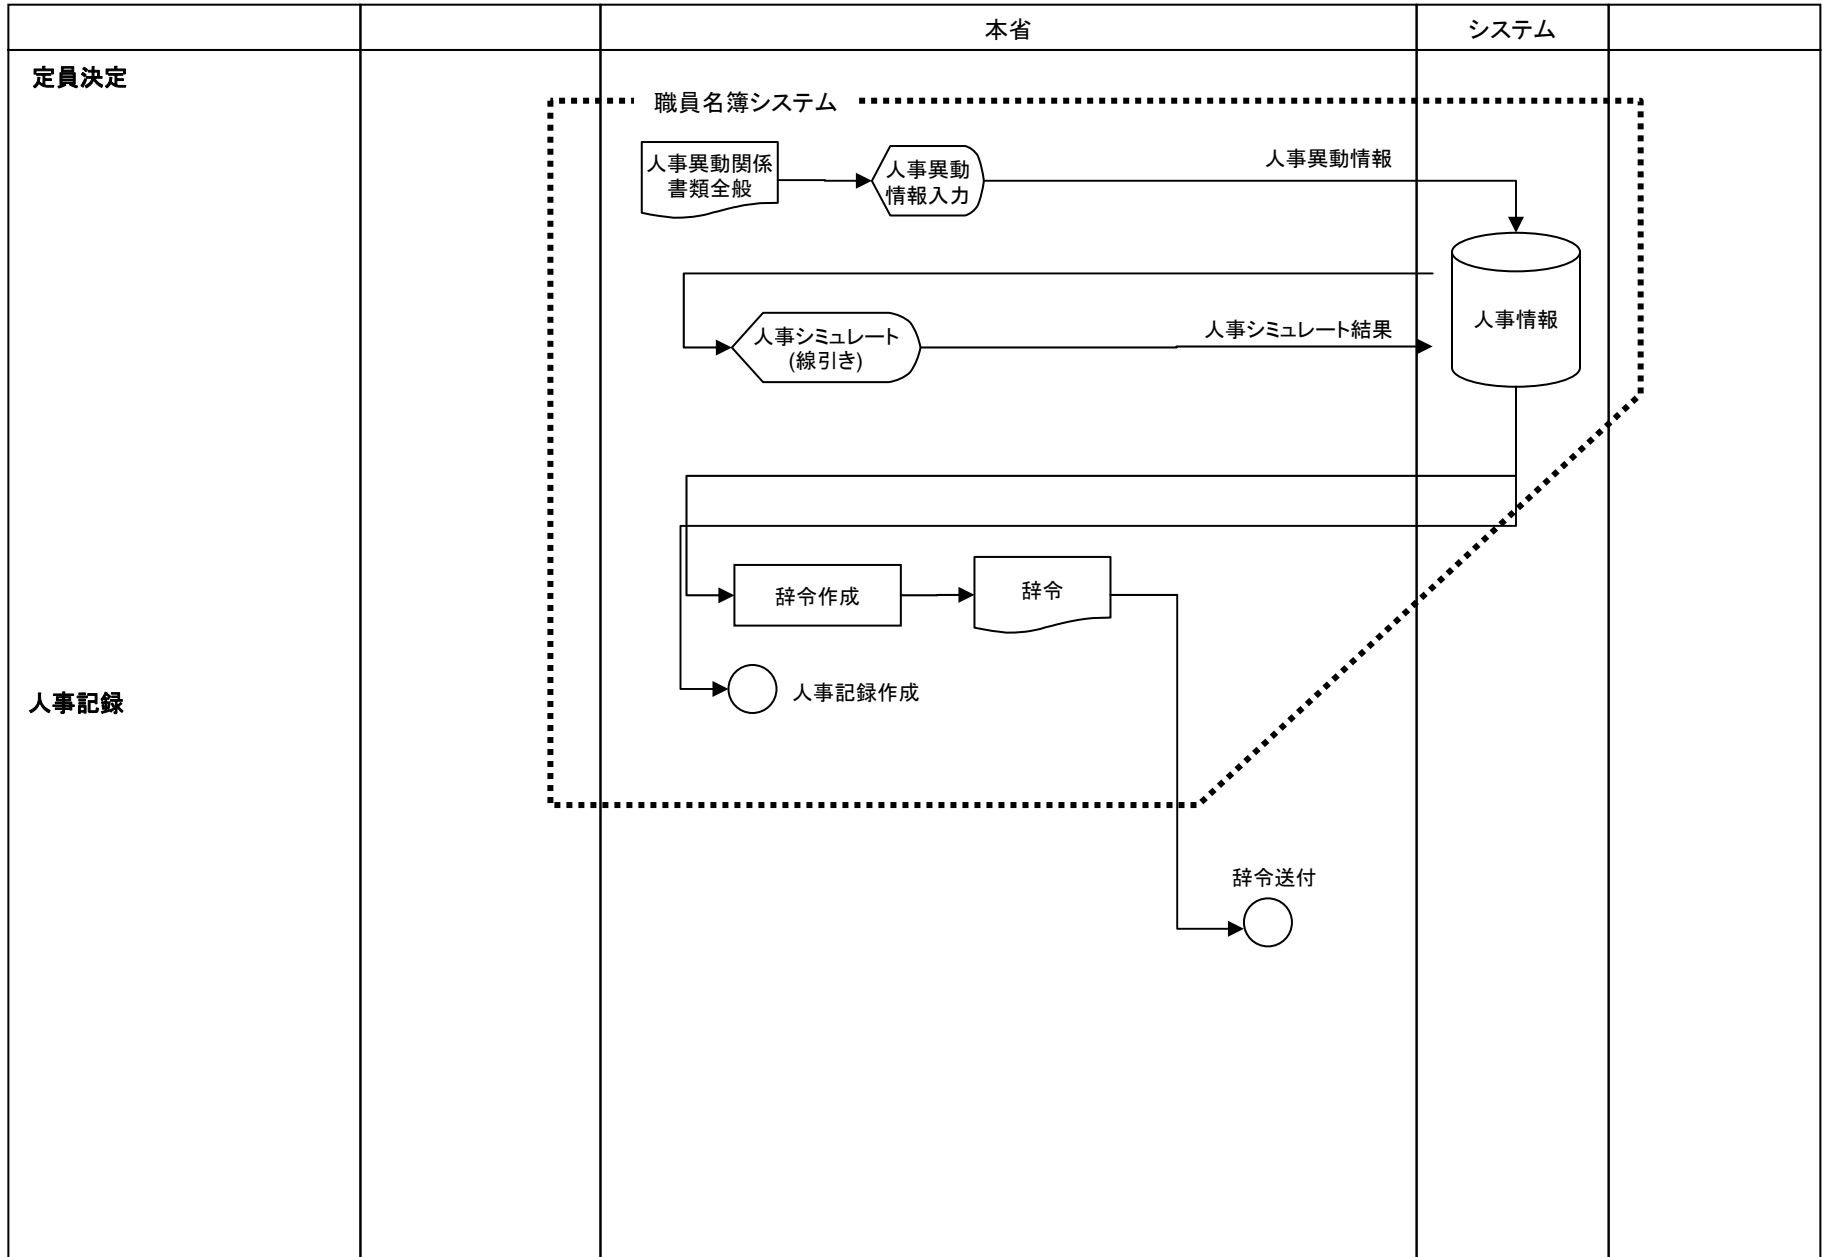 本省
システム
定員決定
職員名簿システム
人事異動関係
書類全般
人事異動
情報入力
人事異動情報
人事情報
人事シミュレート
(線引き)
人事シミュレート結果
辞令作成
辞令
人事記録
人事記録作成
辞令送付